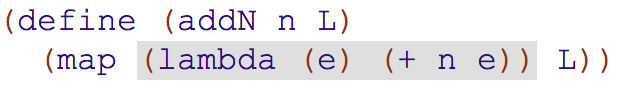 (define (addN n L)
(map (lambda (e) (+ n e)) L))